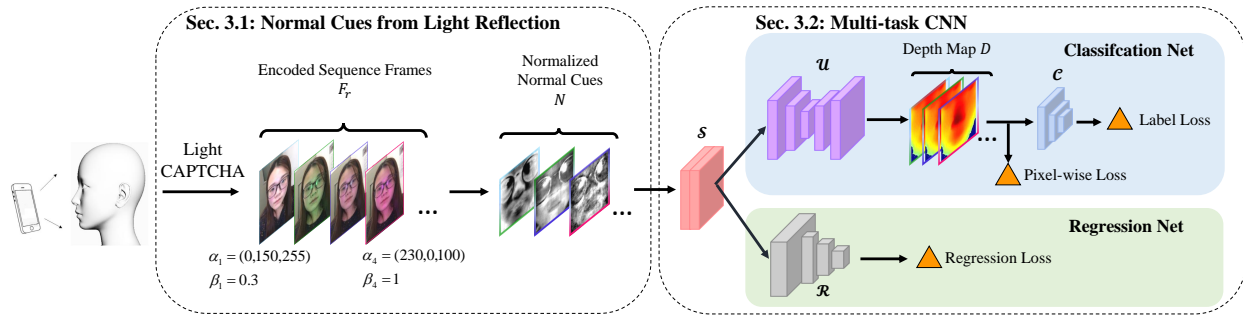 Sec. 3.1: Normal Cues from Light Reflection
Encoded Sequence Frames
F_r
Normalized
Normal Cues
N
Light
CAPTCHA
...
...
α_1 = (0,150,255)
β_1 = 0.3
α_4 = (230,0,100)
β_4 = 1
Sec. 3.2: Multi-task CNN
Classifcation Net
Depth Map D
𝒰
𝒞
𝒮
...
Label Loss
Pixel-wise Loss
Regression Net
Regression Loss
ℛ